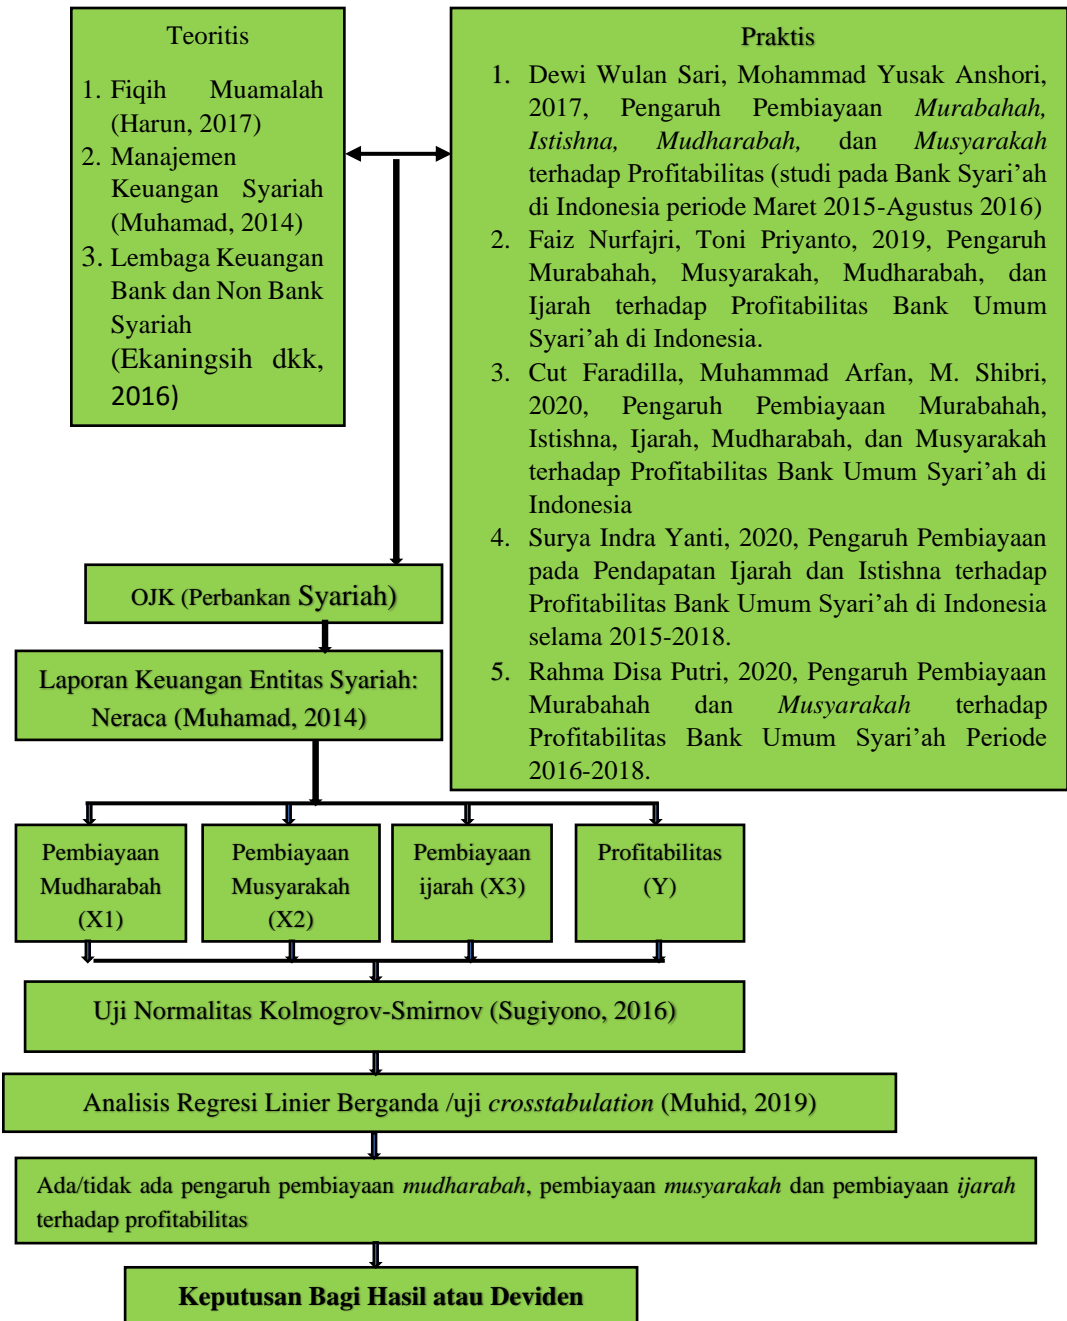 Teoritis
1. Fiqih Muamalah
(Harun, 2017)
2. Manajemen
Keuangan Syariah
(Muhamad, 2014)
3. Lembaga Keuangan
Bank dan Non Bank
Syariah
(Ekaningsih dkk,
2016)
Praktis
1. Dewi Wulan Sari, Mohammad Yusak Anshori,
2017, Pengaruh Pembiayaan Murabahah,
Istishna, Mudharabah, dan Musyarakah
terhadap Profitabilitas (studi pada Bank Syari’ah
di Indonesia periode Maret 2015-Agustus 2016)
2. Faiz Nurfajri, Toni Priyanto, 2019, Pengaruh
Murabahah, Musyarakah, Mudharabah, dan
Ijarah terhadap Profitabilitas Bank Umum
Syari’ah di Indonesia.
3. Cut Faradilla, Muhammad Arfan, M. Shibri,
2020, Pengaruh Pembiayaan Murabahah,
Istishna, Ijarah, Mudharabah, dan Musyarakah
terhadap Profitabilitas Bank Umum Syari’ah di
Indonesia
4. Surya Indra Yanti, 2020, Pengaruh Pembiayaan
pada Pendapatan Ijarah dan Istishna terhadap
Profitabilitas Bank Umum Syari’ah di Indonesia
selama 2015-2018.
5. Rahma Disa Putri, 2020, Pengaruh Pembiayaan
Murabahah dan Musyarakah terhadap
Profitabilitas Bank Umum Syari’ah Periode
2016-2018.
OJK (Perbankan Syariah)
Laporan Keuangan Entitas Syariah:
Neraca (Muhamad, 2014)
Pembiayaan
Mudharabah
(X1)
Pembiayaan
Musyarakah
(X2)
Pembiayaan
ijarah (X3)
Profitabilitas
(Y)
Uji Normalitas Kolmogrov-Smirnov (Sugiyono, 2016)
Analisis Regresi Linier Berganda /uji crosstabulation (Muhid, 2019)
Ada/tidak ada pengaruh pembiayaan mudharabah, pembiayaan musyarakah dan pembiayaan ijarah
terhadap profitabilitas
Keputusan Bagi Hasil atau Deviden